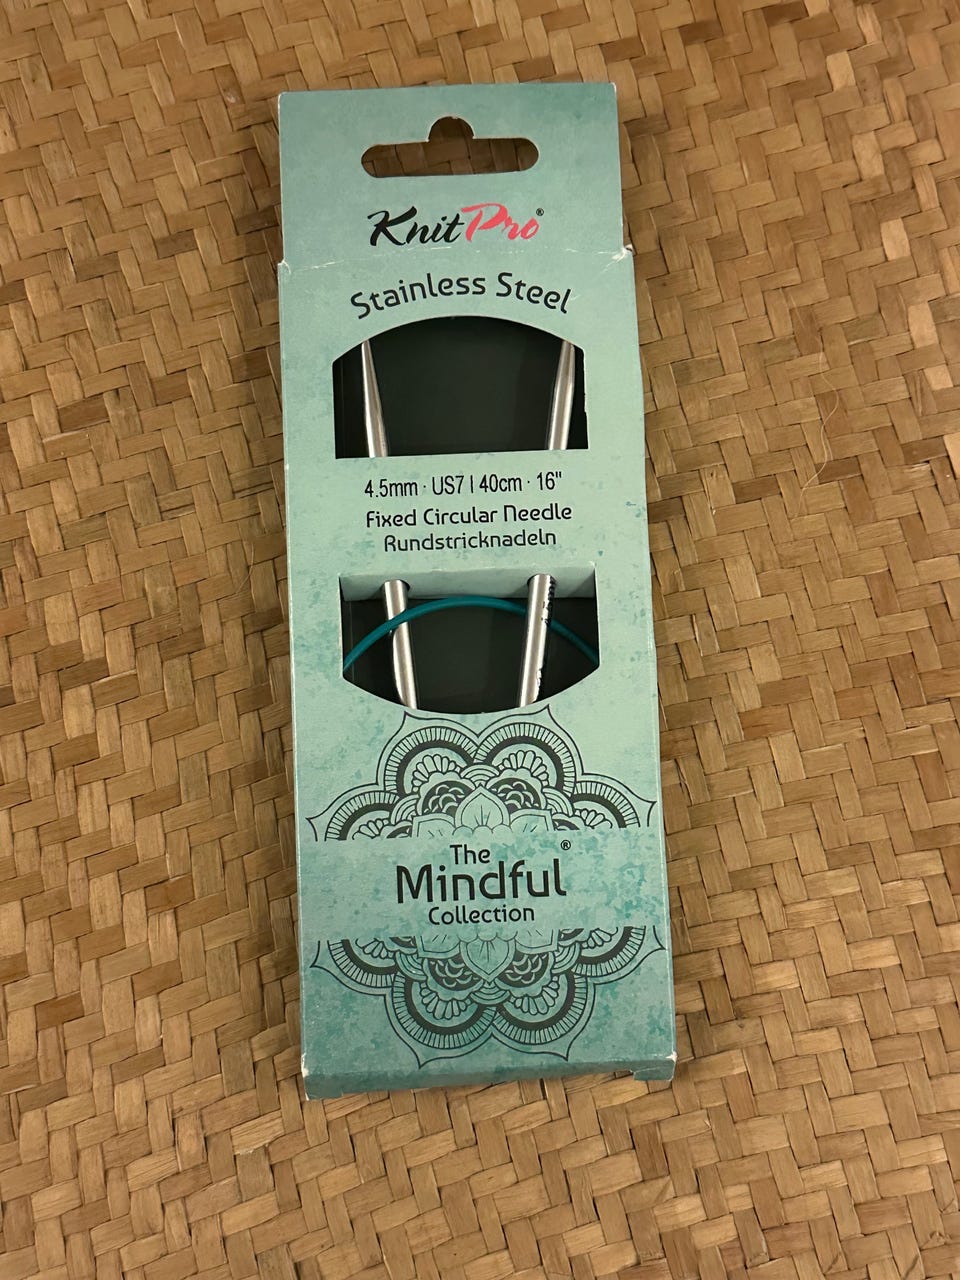 KnitPro®
Stainless Steel
4.5mm · US7 | 40cm · 16"
Fixed Circular Needle
Rundstricknadeln
The
Mindful®
Collection